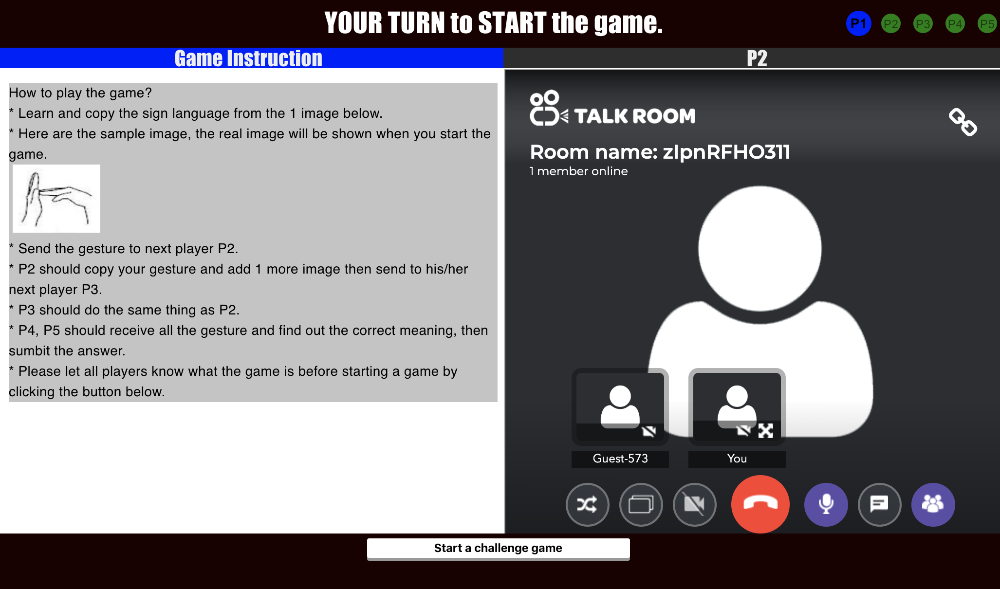 YOUR TURN to START the game.
P1 P2 P3 P4 P5
Game Instruction
P2
How to play the game?
* Learn and copy the sign language from the 1 image below.
* Here are the sample image, the real image will be shown when you start the
game.
* Send the gesture to next player P2.
* P2 should copy your gesture and add 1 more image then send to his/her
next player P3.
* P3 should do the same thing as P2.
* P4, P5 should receive all the gesture and find out the correct meaning, then
sumbit the answer.
* Please let all players know what the game is before starting a game by
clicking the button below.
TALK ROOM
Room name: zIpnRFHO311
1 member online
Guest-573
You
Start a challenge game